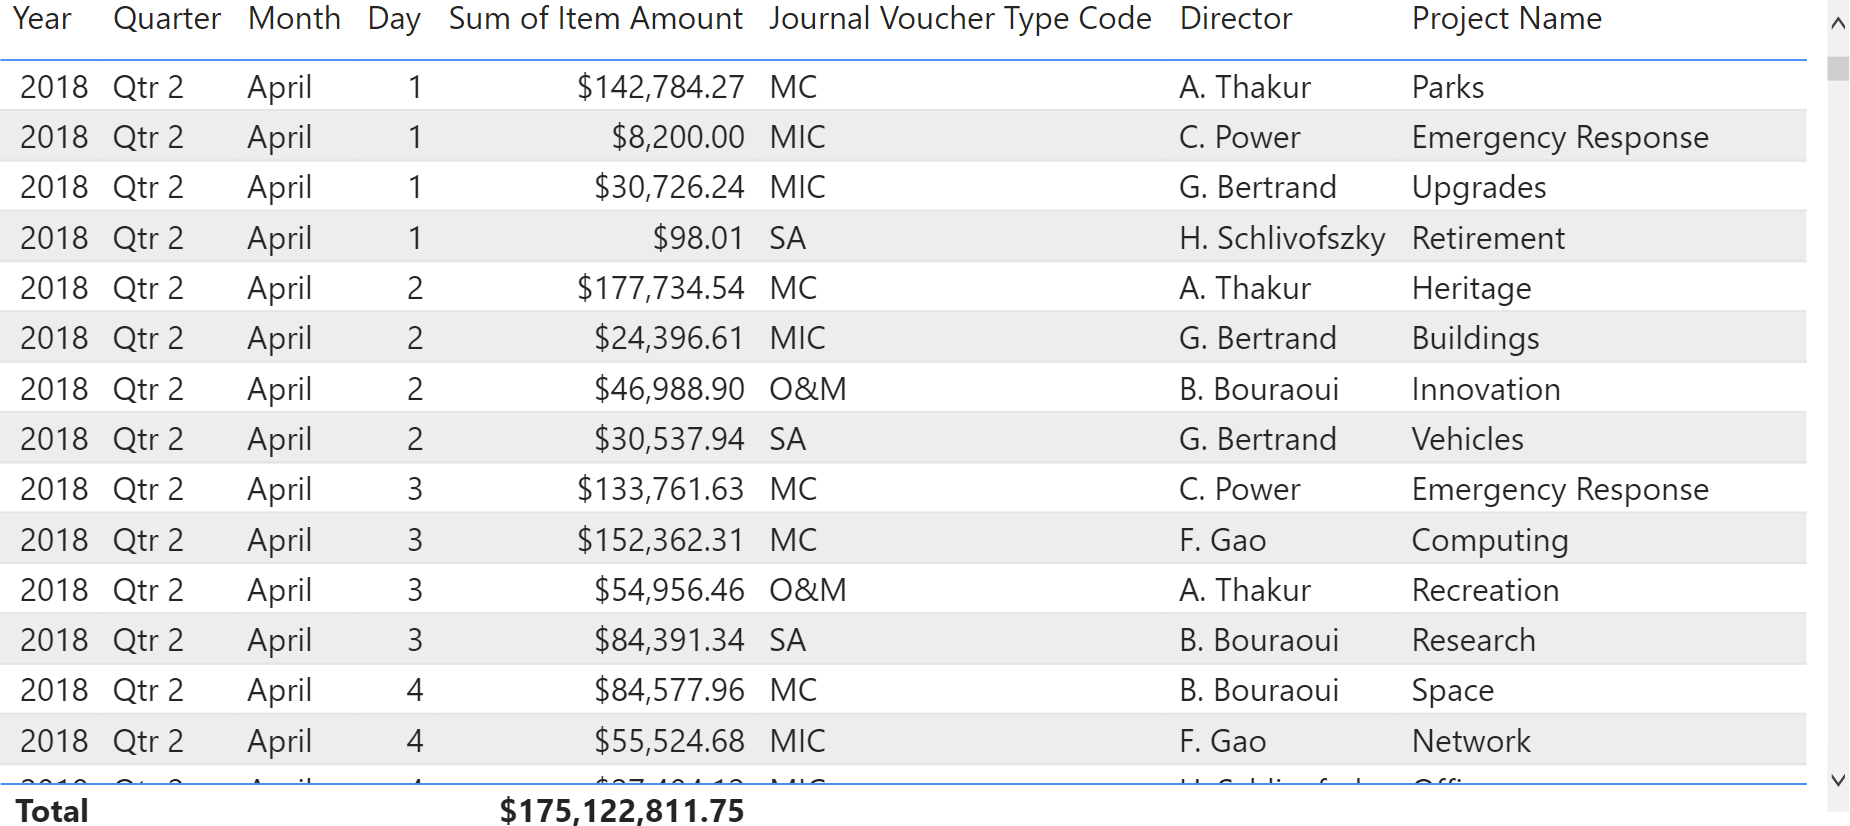 Year Quarter Month Day Sum of Item Amount Journal Voucher Type Code Director Project Name
2018 Qtr 2 April 1 $142,784.27 MC A. Thakur Parks
2018 Qtr 2 April 1 $8,200.00 MIC C. Power Emergency Response
2018 Qtr 2 April 1 $30,726.24 MIC G. Bertrand Upgrades
2018 Qtr 2 April 1 $98.01 SA H. Schlivofszky Retirement
2018 Qtr 2 April 2 $177,734.54 MC A. Thakur Heritage
2018 Qtr 2 April 2 $24,396.61 MIC G. Bertrand Buildings
2018 Qtr 2 April 2 $46,988.90 O&M B. Bouraoui Innovation
2018 Qtr 2 April 2 $30,537.94 SA G. Bertrand Vehicles
2018 Qtr 2 April 3 $133,761.63 MC C. Power Emergency Response
2018 Qtr 2 April 3 $152,362.31 MC F. Gao Computing
2018 Qtr 2 April 3 $54,956.46 O&M A. Thakur Recreation
2018 Qtr 2 April 3 $84,391.34 SA B. Bouraoui Research
2018 Qtr 2 April 4 $84,577.96 MC B. Bouraoui Space
2018 Qtr 2 April 4 $55,524.68 MIC F. Gao Network
Total $175,122,811.75